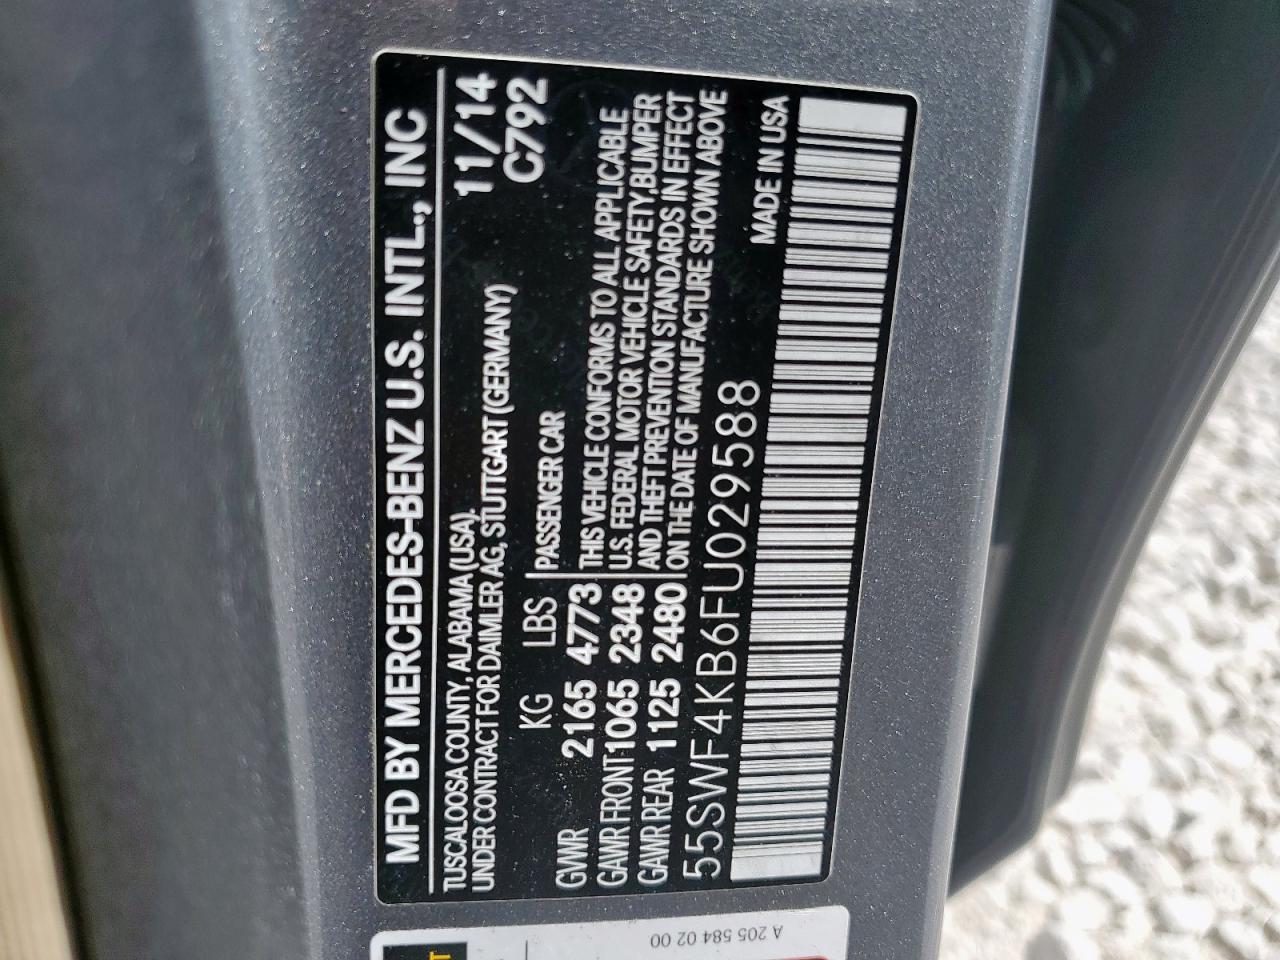 MFD BY MERCEDES-BENZ U.S. INTL., INC
TUSCALOOSA COUNTY, ALABAMA (USA), 11/14
UNDER CONTRACT FOR DAIMLER AG, STUTTGART (GERMANY) C792
KG LBS PASSENGER CAR
GVWR 2165 4773 THIS VEHICLE CONFORMS TO ALL APPLICABLE
GAWR FRONT 1065 2348 U.S. FEDERAL MOTOR VEHICLE SAFETY, BUMPER
GAWR REAR 1125 2480 AND THEFT PREVENTION STANDARDS IN EFFECT
ON THE DATE OF MANUFACTURE SHOWN ABOVE
55SWF4KB6FU029588 MADE IN USA
A 205 584 02 00